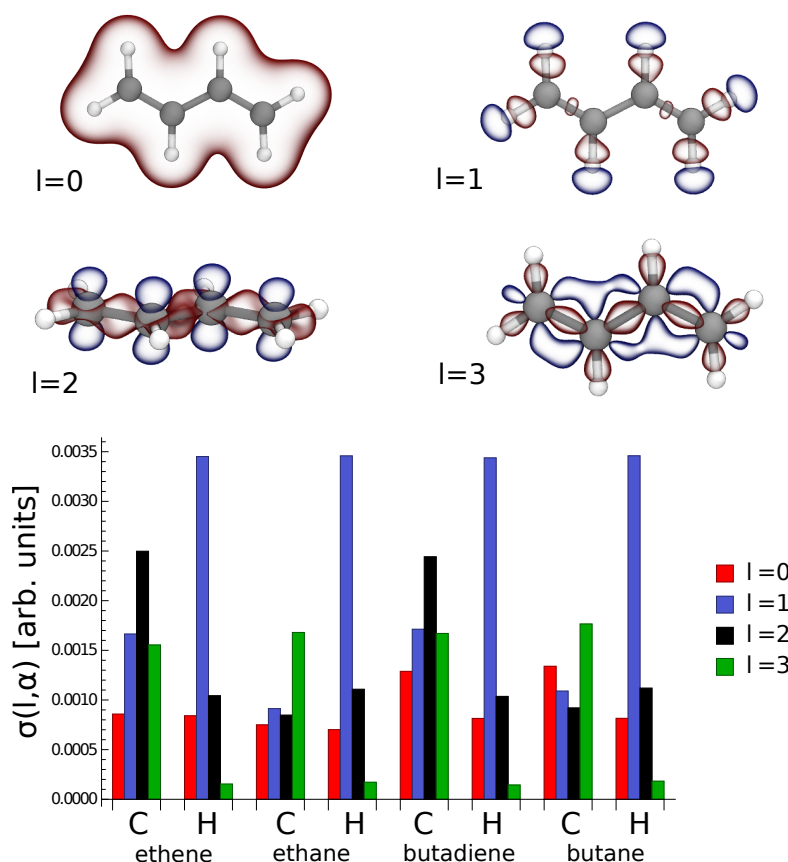 l=0
l=1
l=2
l=3
σ(l,α) [arb. units]
0.0035
0.0030
0.0025
0.0020
0.0015
0.0010
0.0005
0.0000
l =0
l =1
l =2
l =3
C H C H C H C H
ethene ethane butadiene butane